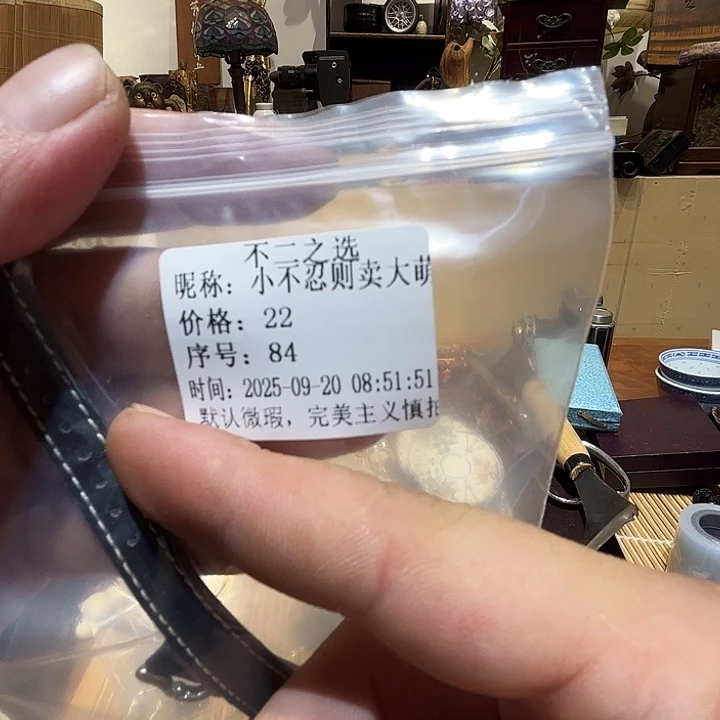 不二之选
昵称：小不忍则卖大萌
价格：22
序号：84
时间：2025-09-20 08:51:51
默认微瑕，完美主义慎拍